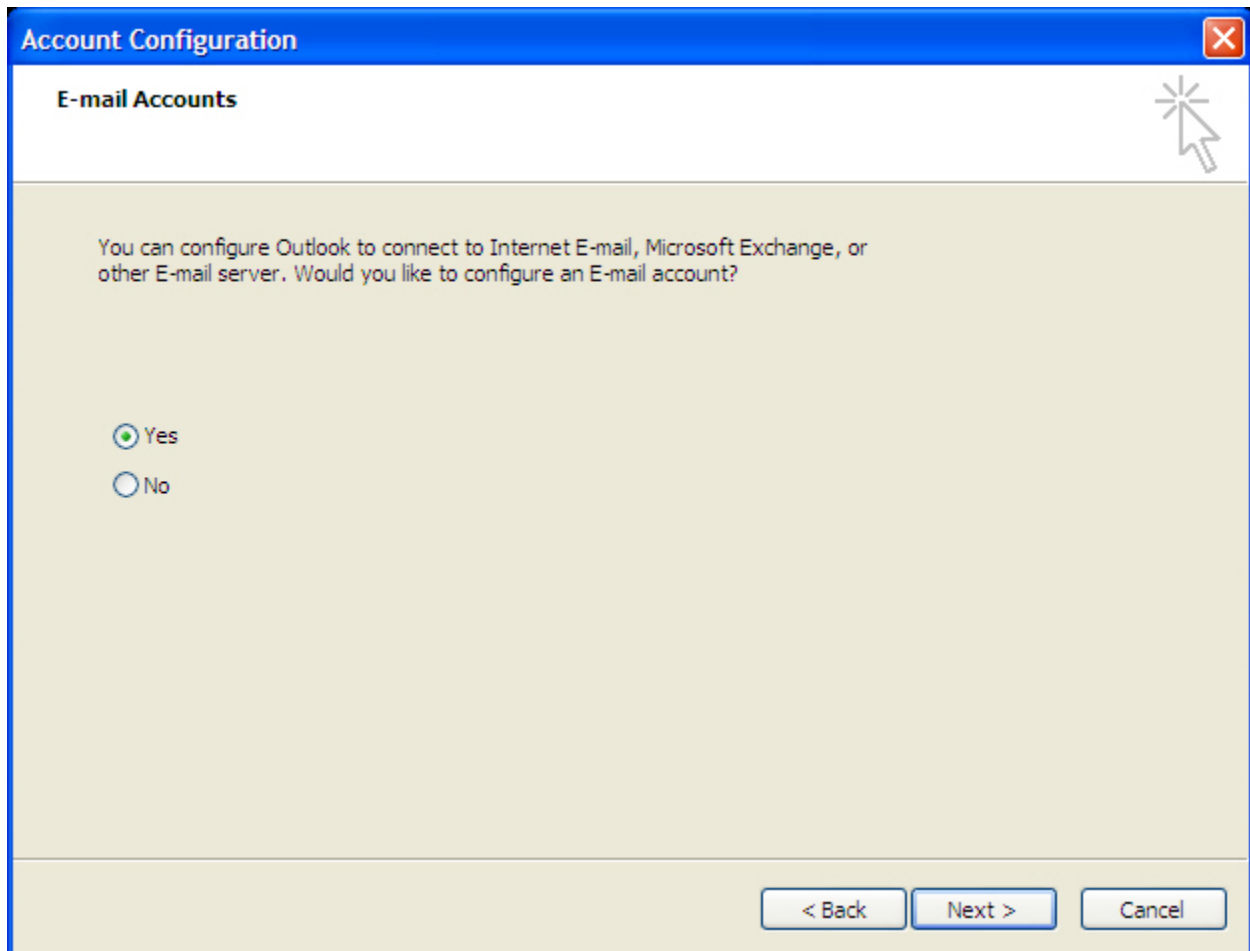 Account Configuration
E-mail Accounts
You can configure Outlook to connect to Internet E-mail, Microsoft Exchange, or
other E-mail server. Would you like to configure an E-mail account?
Yes
No
< Back
Next >
Cancel